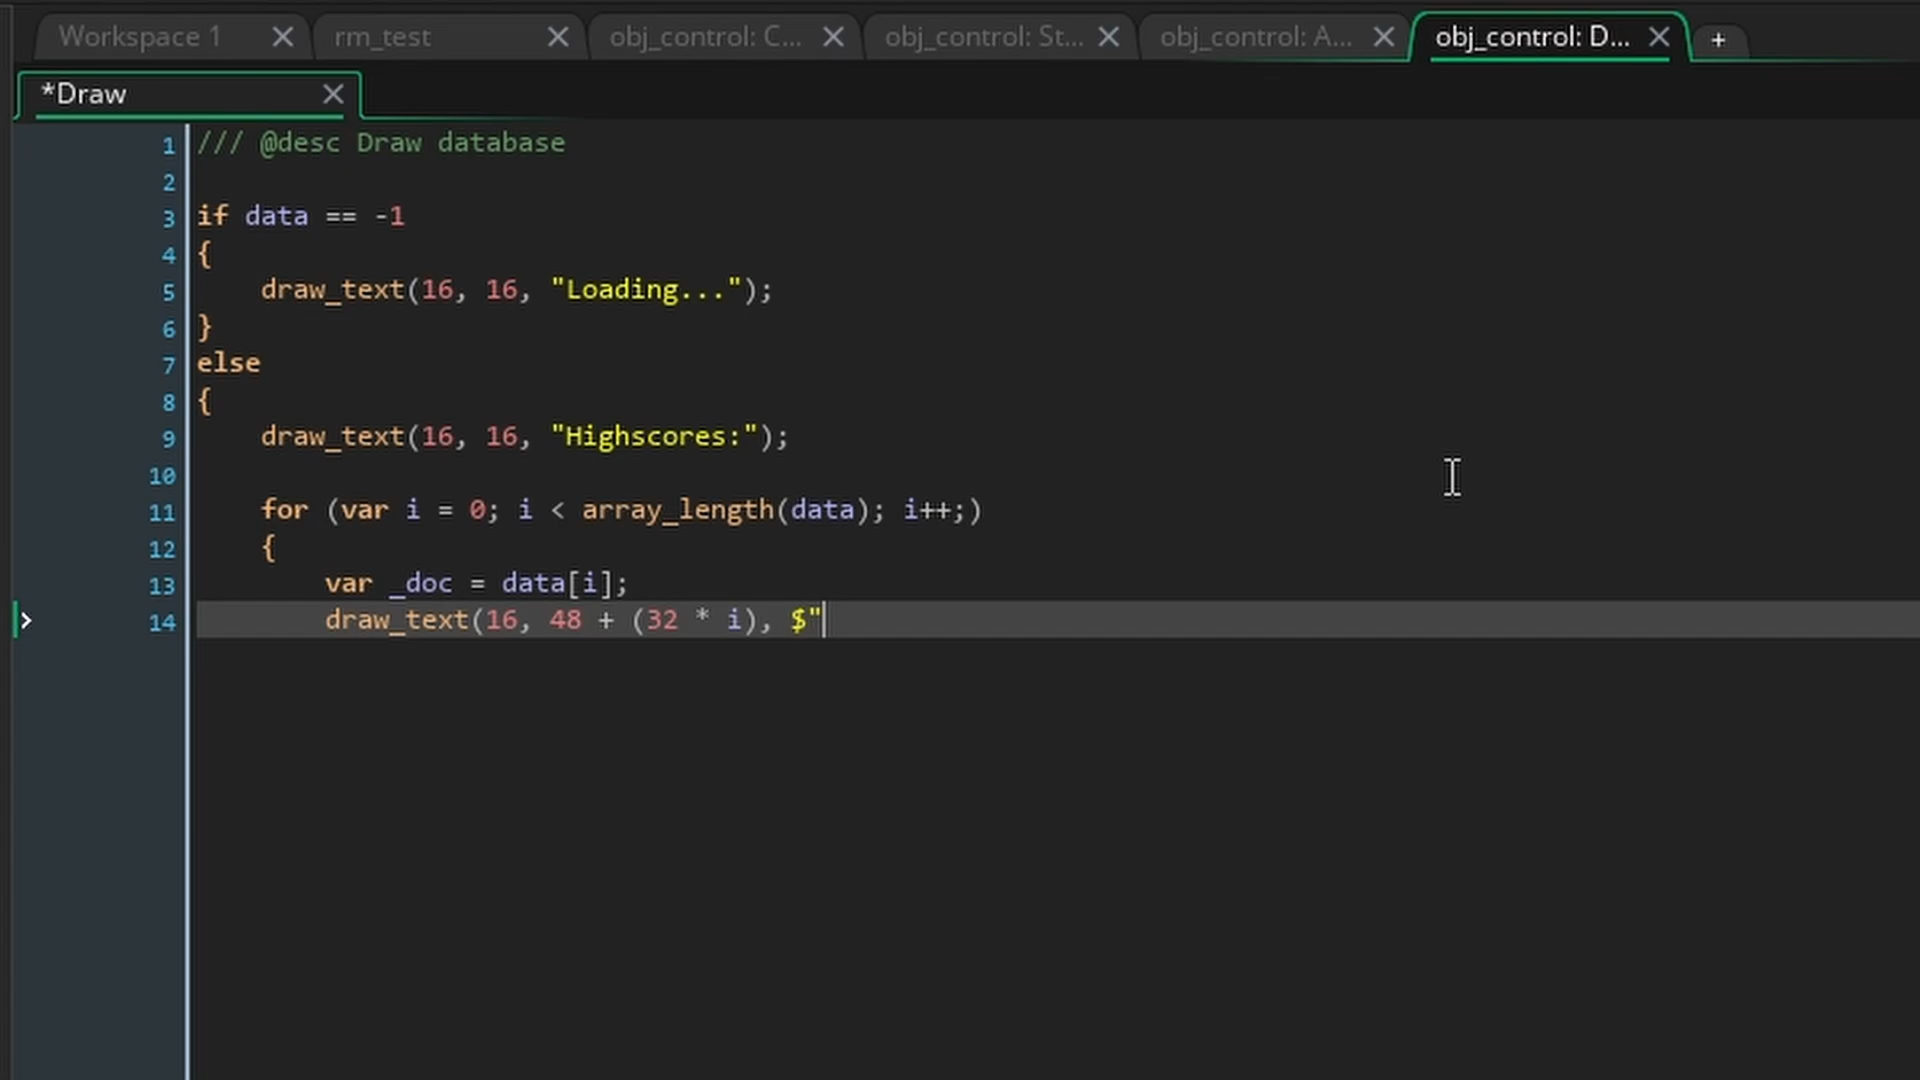 Workspace 1 rm_test obj_control: C... obj_control: St... obj_control: A... obj_control: D... +
*Draw
1 /// @desc Draw database
2
3 if data == -1
4 {
5 draw_text(16, 16, "Loading...");
6 }
7 else
8 {
9 draw_text(16, 16, "Highscores:");
10
11 for (var i = 0; i < array_length(data); i++;)
12 {
13 var _doc = data[i];
14 draw_text(16, 48 + (32 * i), $"